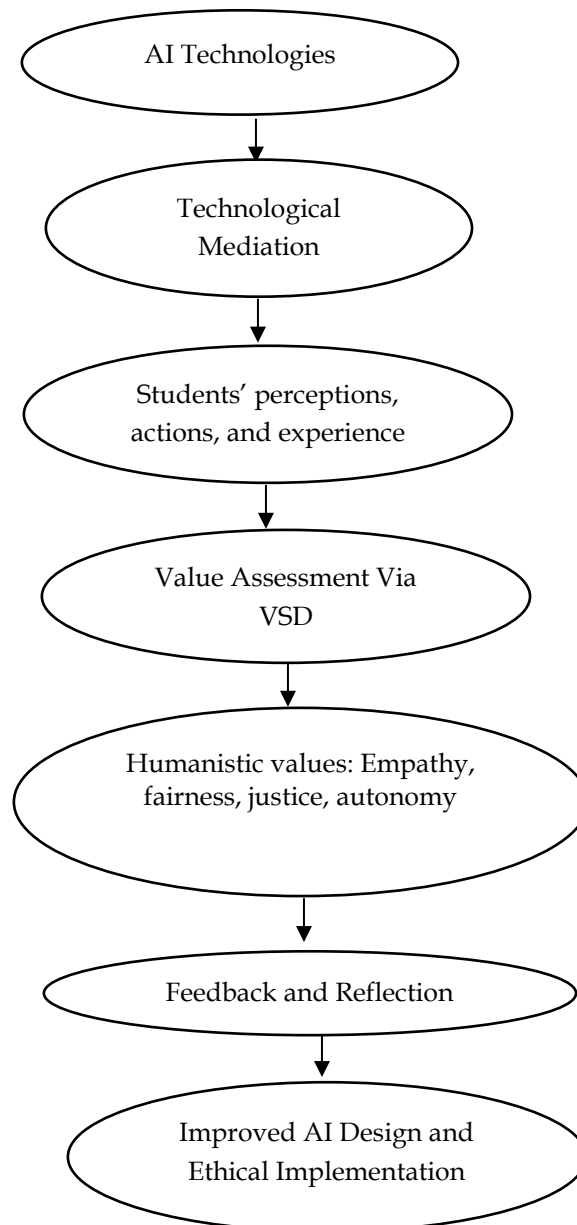 AI Technologies
Technological
Mediation
Students’ perceptions,
actions, and experience
Value Assessment Via
VSD
Humanistic values: Empathy,
fairness, justice, autonomy
Feedback and Reflection
Improved AI Design and
Ethical Implementation